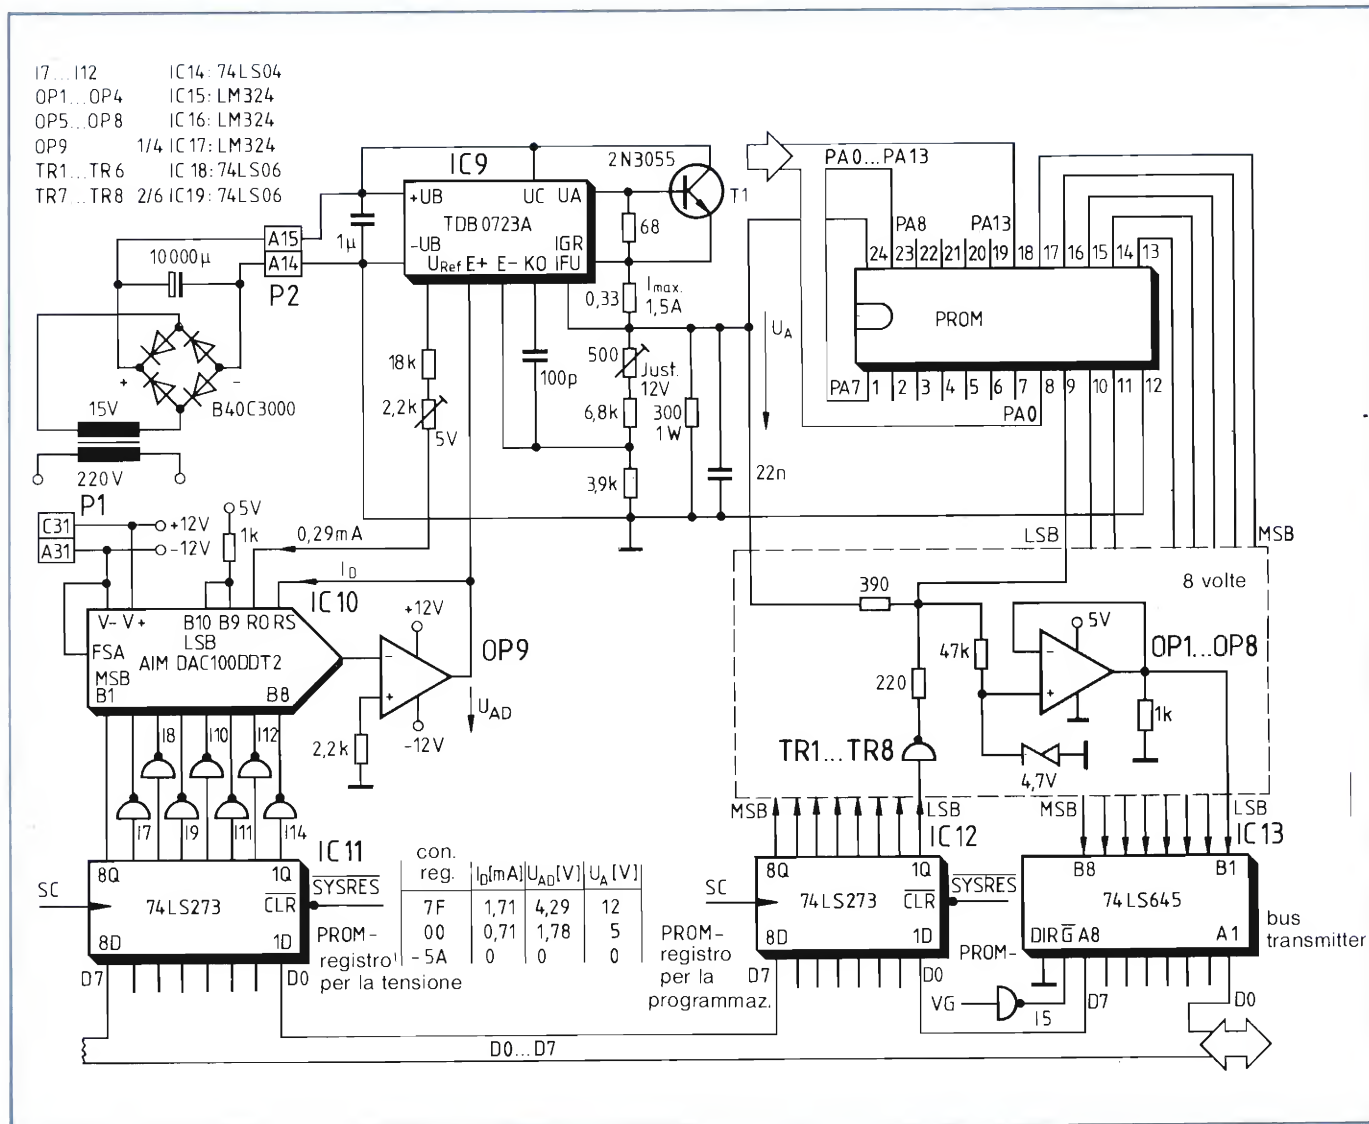 I7...I12 IC14: 74LS04
OP1...OP4 IC15: LM324
OP5...OP8 IC16: LM324
OP9 1/4 IC17: LM324
TR1...TR6 IC18: 74LS06
TR7...TR8 2/6 IC19: 74LS06
IC9
2N3055
T1
+UB UC UA
TDB0723A
-UB IGR
URef E+ E- KO IFU
1µ
68
A15
A14
P2
10000µ
+ -
B40C3000
15V
220V
0,33
Imax.
1,5A
18k
2,2k
5V
100p
500
Just.
12V
6,8k
300
1W
3,9k
22n
UA
PA0...PA13
PA8
PA13
24 23 22 21 20 19 18 17 16 15 14 13
PROM
1 2 3 4 5 6 7 8 9 10 11 12
PA7
PA0
P1
C31
A31
+12V
-12V
5V
1k
0,29mA
ID
IC10
V- V+ B10 B9 RO RS
LSB
FSA
AIM DAC100DDT2
MSB
B1 B8
+12V
OP9
-
+
-12V
UAD
2,2k
I8 I10 I12
I7 I9 I11 I14
LSB
MSB
8 volte
390
47k
220
5V
OP1...OP8
-
+
1k
4,7V
TR1...TR8
MSB
LSB
MSB
LSB
IC11
8Q 1Q
SC
74LS273
CLR
SYSRES
8D 1D
D7
D0
PROM-
registro
per la tensione
con.
reg. ID[mA] UAD[V] UA[V]
7F 1,71 4,29 12
00 0,71 1,78 5
-5A 0 0 0
IC12
8Q 1Q
SC
74LS273
CLR
SYSRES
8D 1D
D7
D0
PROM-
registro
per la
programmaz.
PROM-
IC13
B8 B1
74LS645
DIR G A8 A1
bus
transmitter
VG
I5
D7
D0
D0...D7